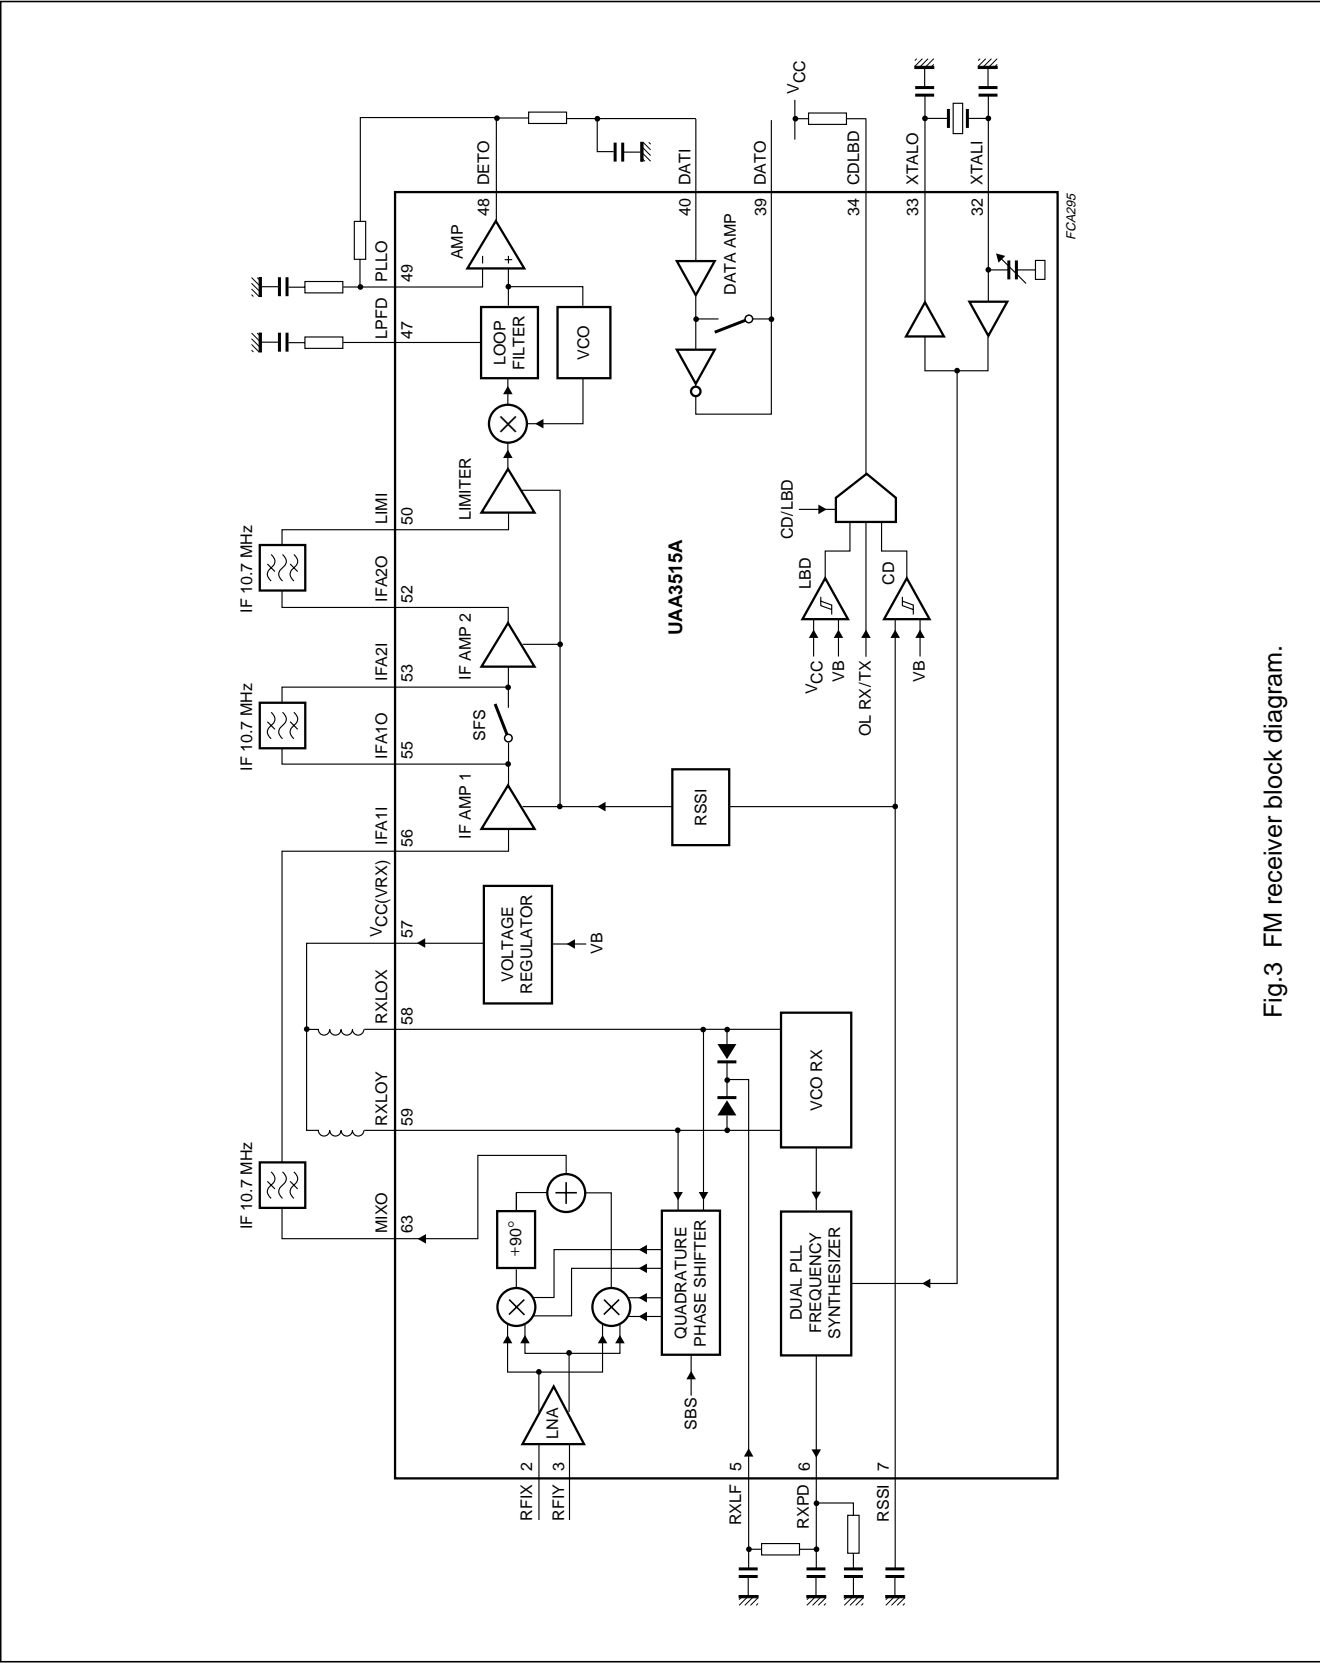 IF 10.7 MHz
IF 10.7 MHz
IF 10.7 MHz
MIXO
63
RXLOY
59
RXLOX
58
VCC(VRX)
57
IFA1I
56
IFA1O
55
IFA2I
53
IFA2O
52
LIMI
50
LPFD
47
PLLO
49
RFIX 2
RFIY 3
LNA
+90°
QUADRATURE
PHASE SHIFTER
SBS
VOLTAGE
REGULATOR
VB
IF AMP 1
SFS
IF AMP 2
LIMITER
LOOP
FILTER
VCO
AMP
− +
48 DETO
RXLF 5
RXPD 6
RSSI 7
DUAL PLL
FREQUENCY
SYNTHESIZER
VCO RX
RSSI
UAA3515A
DATA AMP
40 DATI
39 DATO
VCC
VB
LBD
OL RX/TX
CD
VB
CD/LBD
34 CDLBD
VCC
33 XTALO
32 XTALI
FCA295
Fig.3 FM receiver block diagram.